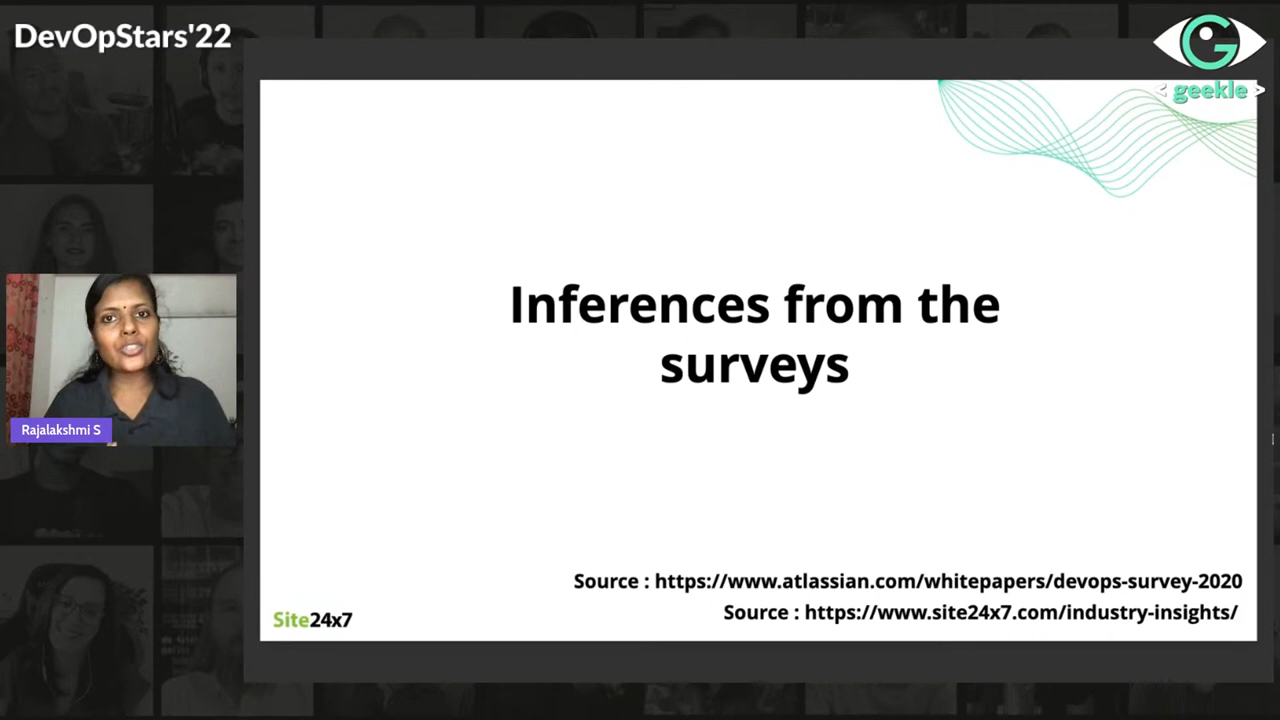 DevOpStars'22
G
< geekle >
Inferences from the
surveys
Rajalakshmi S
Source : https://www.atlassian.com/whitepapers/devops-survey-2020
Source : https://www.site24x7.com/industry-insights/
Site24x7